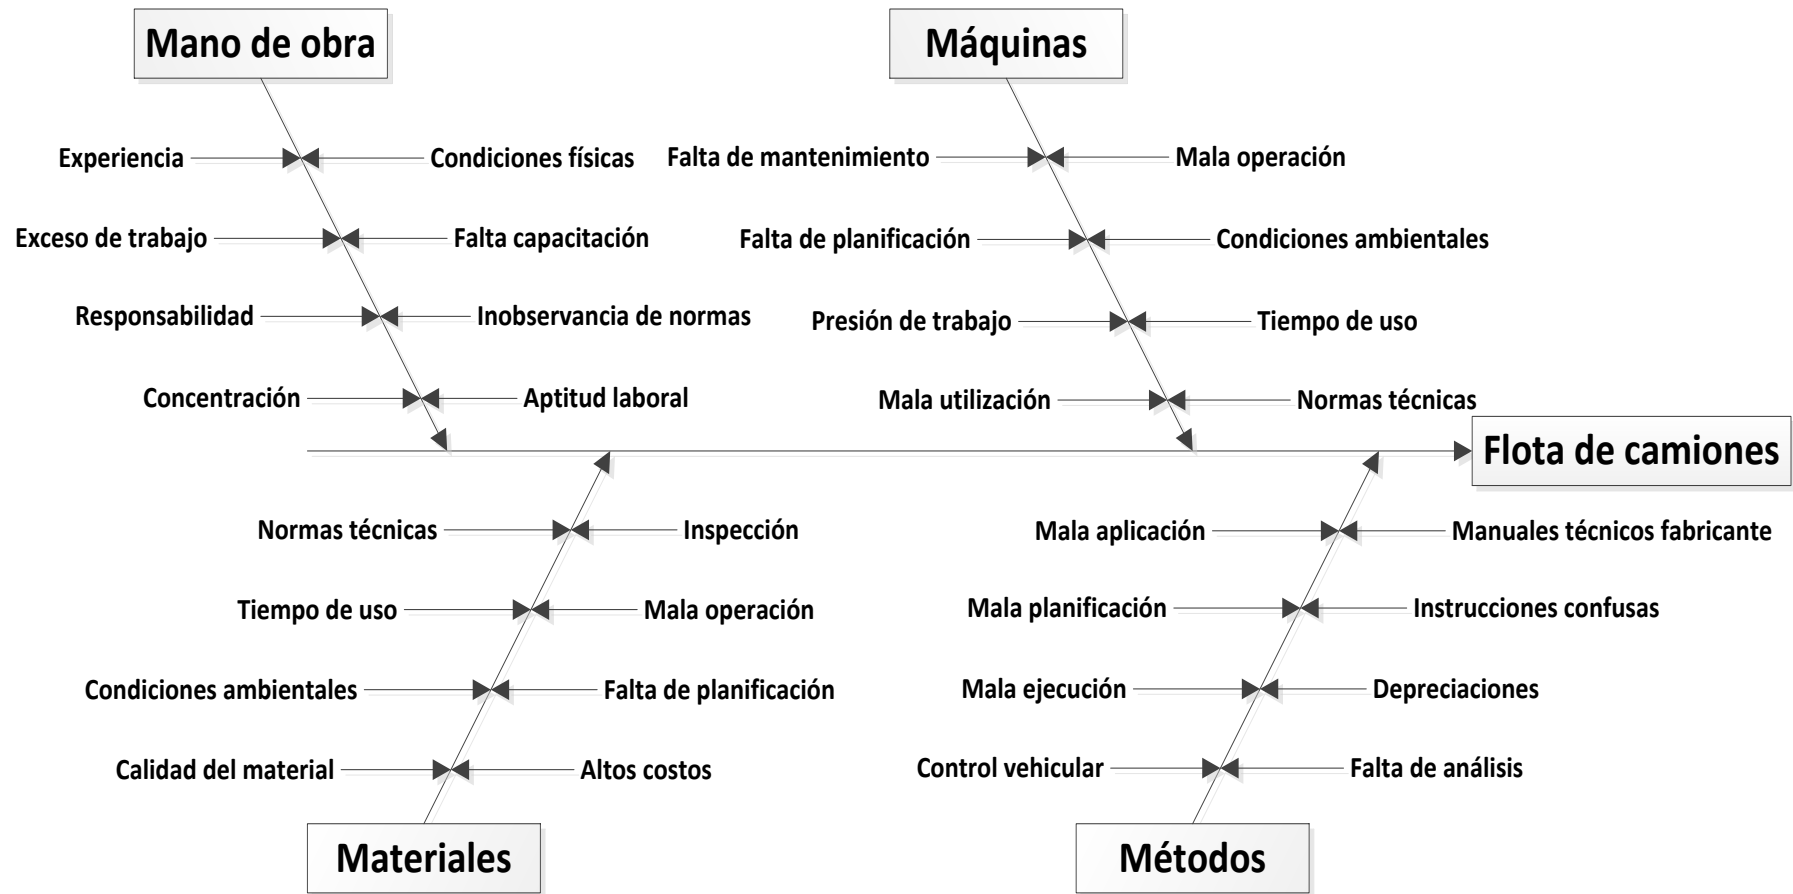 Mano de obra
Máquinas
Experiencia
Condiciones físicas
Falta de mantenimiento
Mala operación
Exceso de trabajo
Falta capacitación
Falta de planificación
Condiciones ambientales
Responsabilidad
Inobservancia de normas
Presión de trabajo
Tiempo de uso
Concentración
Aptitud laboral
Mala utilización
Normas técnicas
Flota de camiones
Normas técnicas
Inspección
Mala aplicación
Manuales técnicos fabricante
Tiempo de uso
Mala operación
Mala planificación
Instrucciones confusas
Condiciones ambientales
Falta de planificación
Mala ejecución
Depreciaciones
Calidad del material
Altos costos
Control vehicular
Falta de análisis
Materiales
Métodos